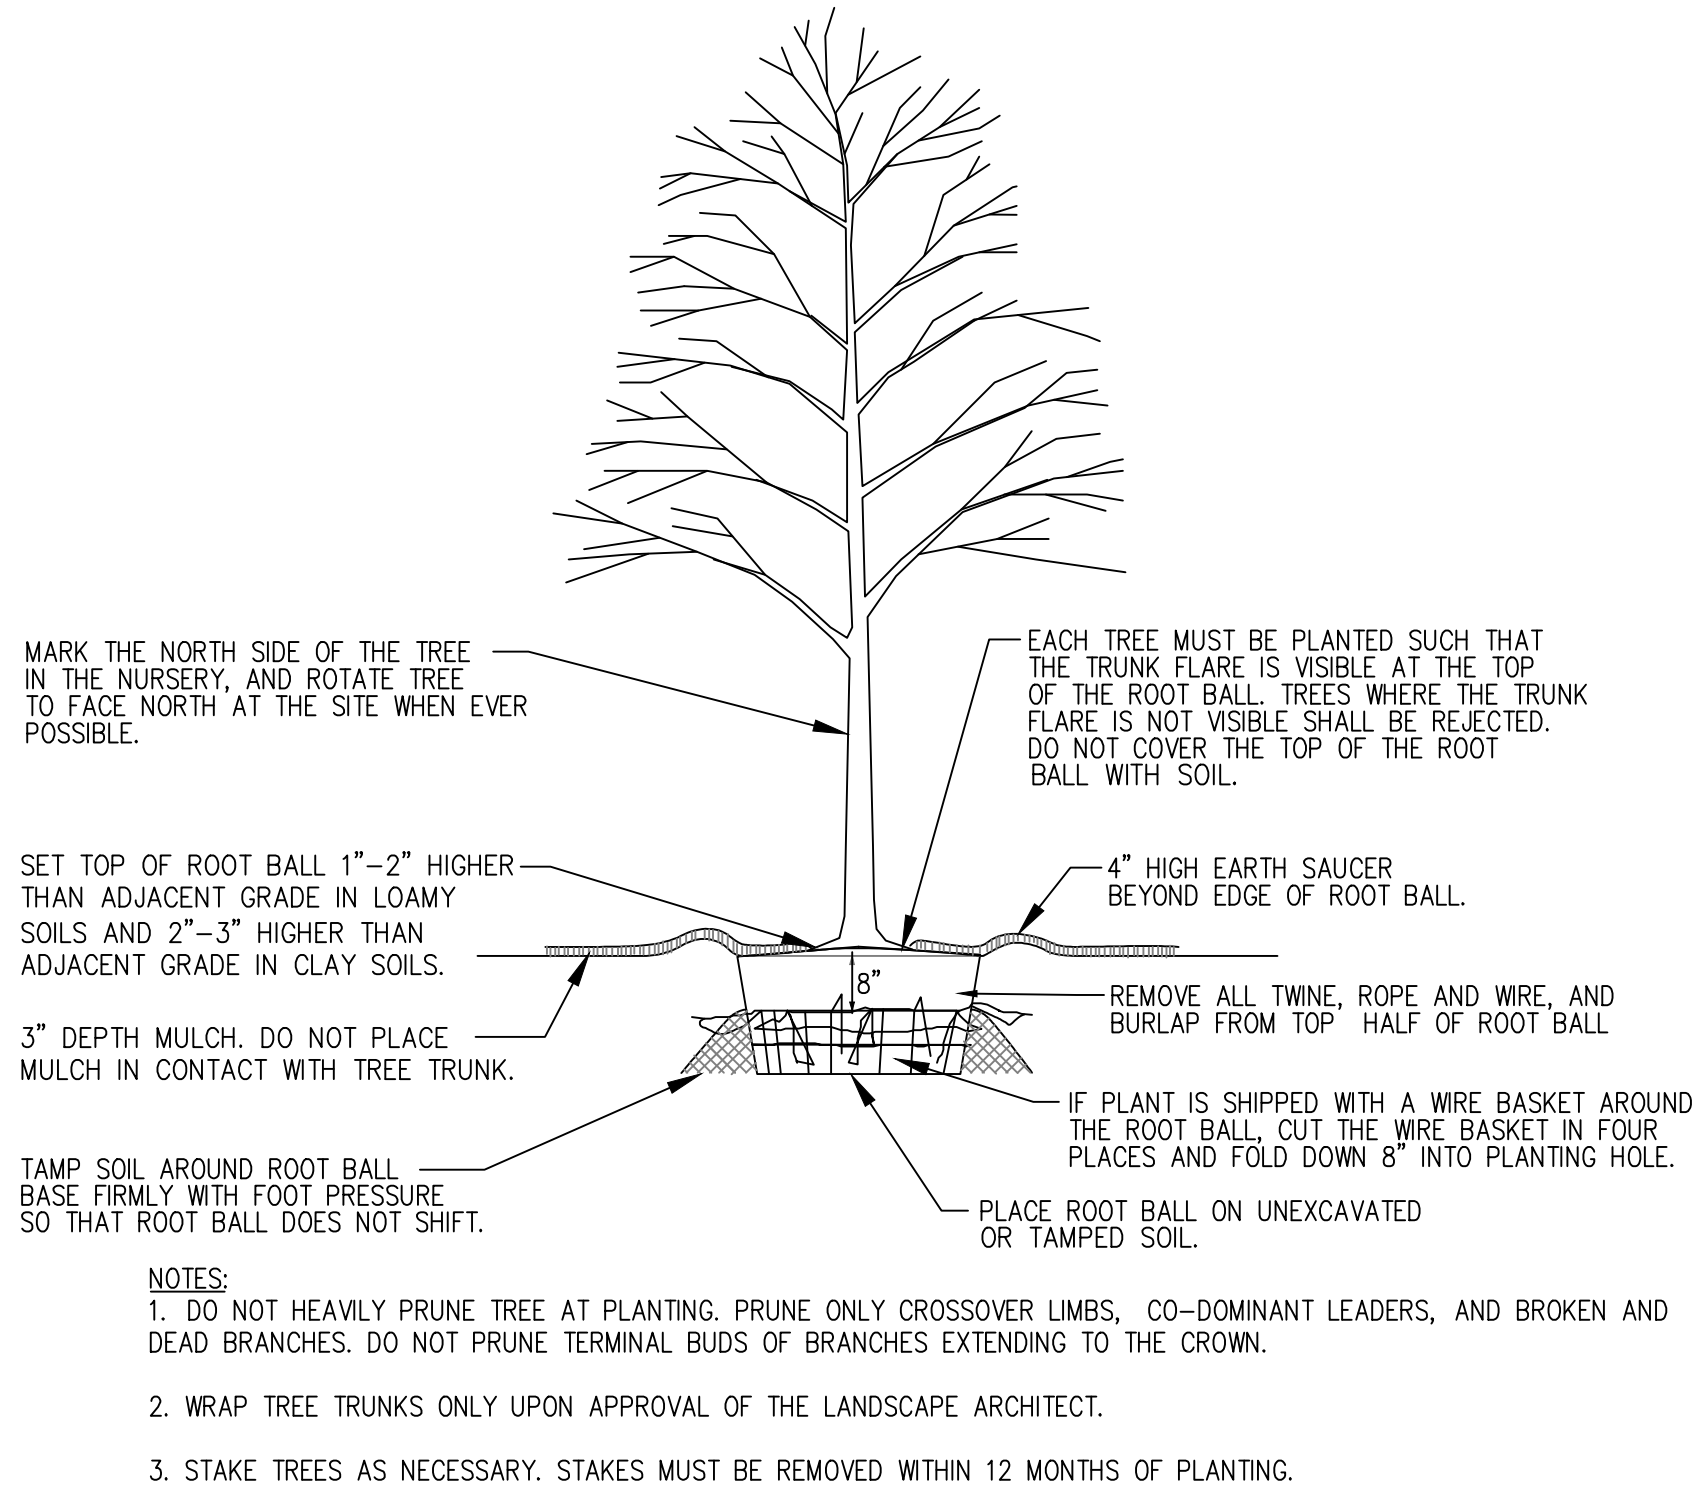 MARK THE NORTH SIDE OF THE TREE
IN THE NURSERY, AND ROTATE TREE
TO FACE NORTH AT THE SITE WHEN EVER
POSSIBLE.
EACH TREE MUST BE PLANTED SUCH THAT
THE TRUNK FLARE IS VISIBLE AT THE TOP
OF THE ROOT BALL. TREES WHERE THE TRUNK
FLARE IS NOT VISIBLE SHALL BE REJECTED.
DO NOT COVER THE TOP OF THE ROOT
BALL WITH SOIL.
SET TOP OF ROOT BALL 1"-2" HIGHER
THAN ADJACENT GRADE IN LOAMY
SOILS AND 2"-3" HIGHER THAN
ADJACENT GRADE IN CLAY SOILS.
4" HIGH EARTH SAUCER
BEYOND EDGE OF ROOT BALL.
8"
REMOVE ALL TWINE, ROPE AND WIRE, AND
BURLAP FROM TOP HALF OF ROOT BALL
3" DEPTH MULCH. DO NOT PLACE
MULCH IN CONTACT WITH TREE TRUNK.
IF PLANT IS SHIPPED WITH A WIRE BASKET AROUND
THE ROOT BALL, CUT THE WIRE BASKET IN FOUR
PLACES AND FOLD DOWN 8" INTO PLANTING HOLE.
TAMP SOIL AROUND ROOT BALL
BASE FIRMLY WITH FOOT PRESSURE
SO THAT ROOT BALL DOES NOT SHIFT.
PLACE ROOT BALL ON UNEXCAVATED
OR TAMPED SOIL.
NOTES:
1. DO NOT HEAVILY PRUNE TREE AT PLANTING. PRUNE ONLY CROSSOVER LIMBS, CO-DOMINANT LEADERS, AND BROKEN AND
DEAD BRANCHES. DO NOT PRUNE TERMINAL BUDS OF BRANCHES EXTENDING TO THE CROWN.
2. WRAP TREE TRUNKS ONLY UPON APPROVAL OF THE LANDSCAPE ARCHITECT.
3. STAKE TREES AS NECESSARY. STAKES MUST BE REMOVED WITHIN 12 MONTHS OF PLANTING.